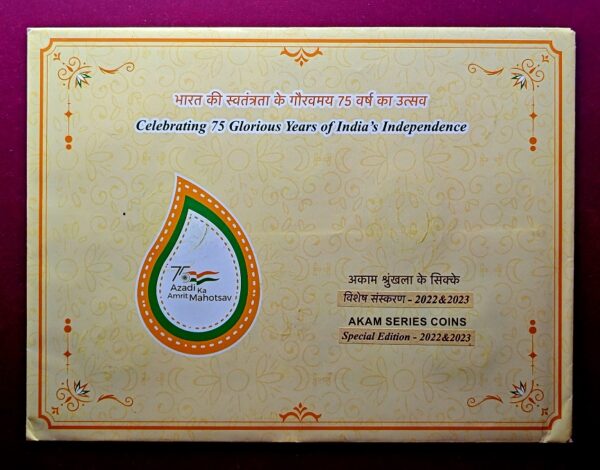 भारत की स्वतंत्रता के गौरवमय 75 वर्ष का उत्सव
Celebrating 75 Glorious Years of India's Independence
75
Azadi
Ka
Amrit Mahotsav
अकाम श्रृंखला के सिक्के
विशेष संस्करण - 2022&2023
AKAM SERIES COINS
Special Edition - 2022&2023